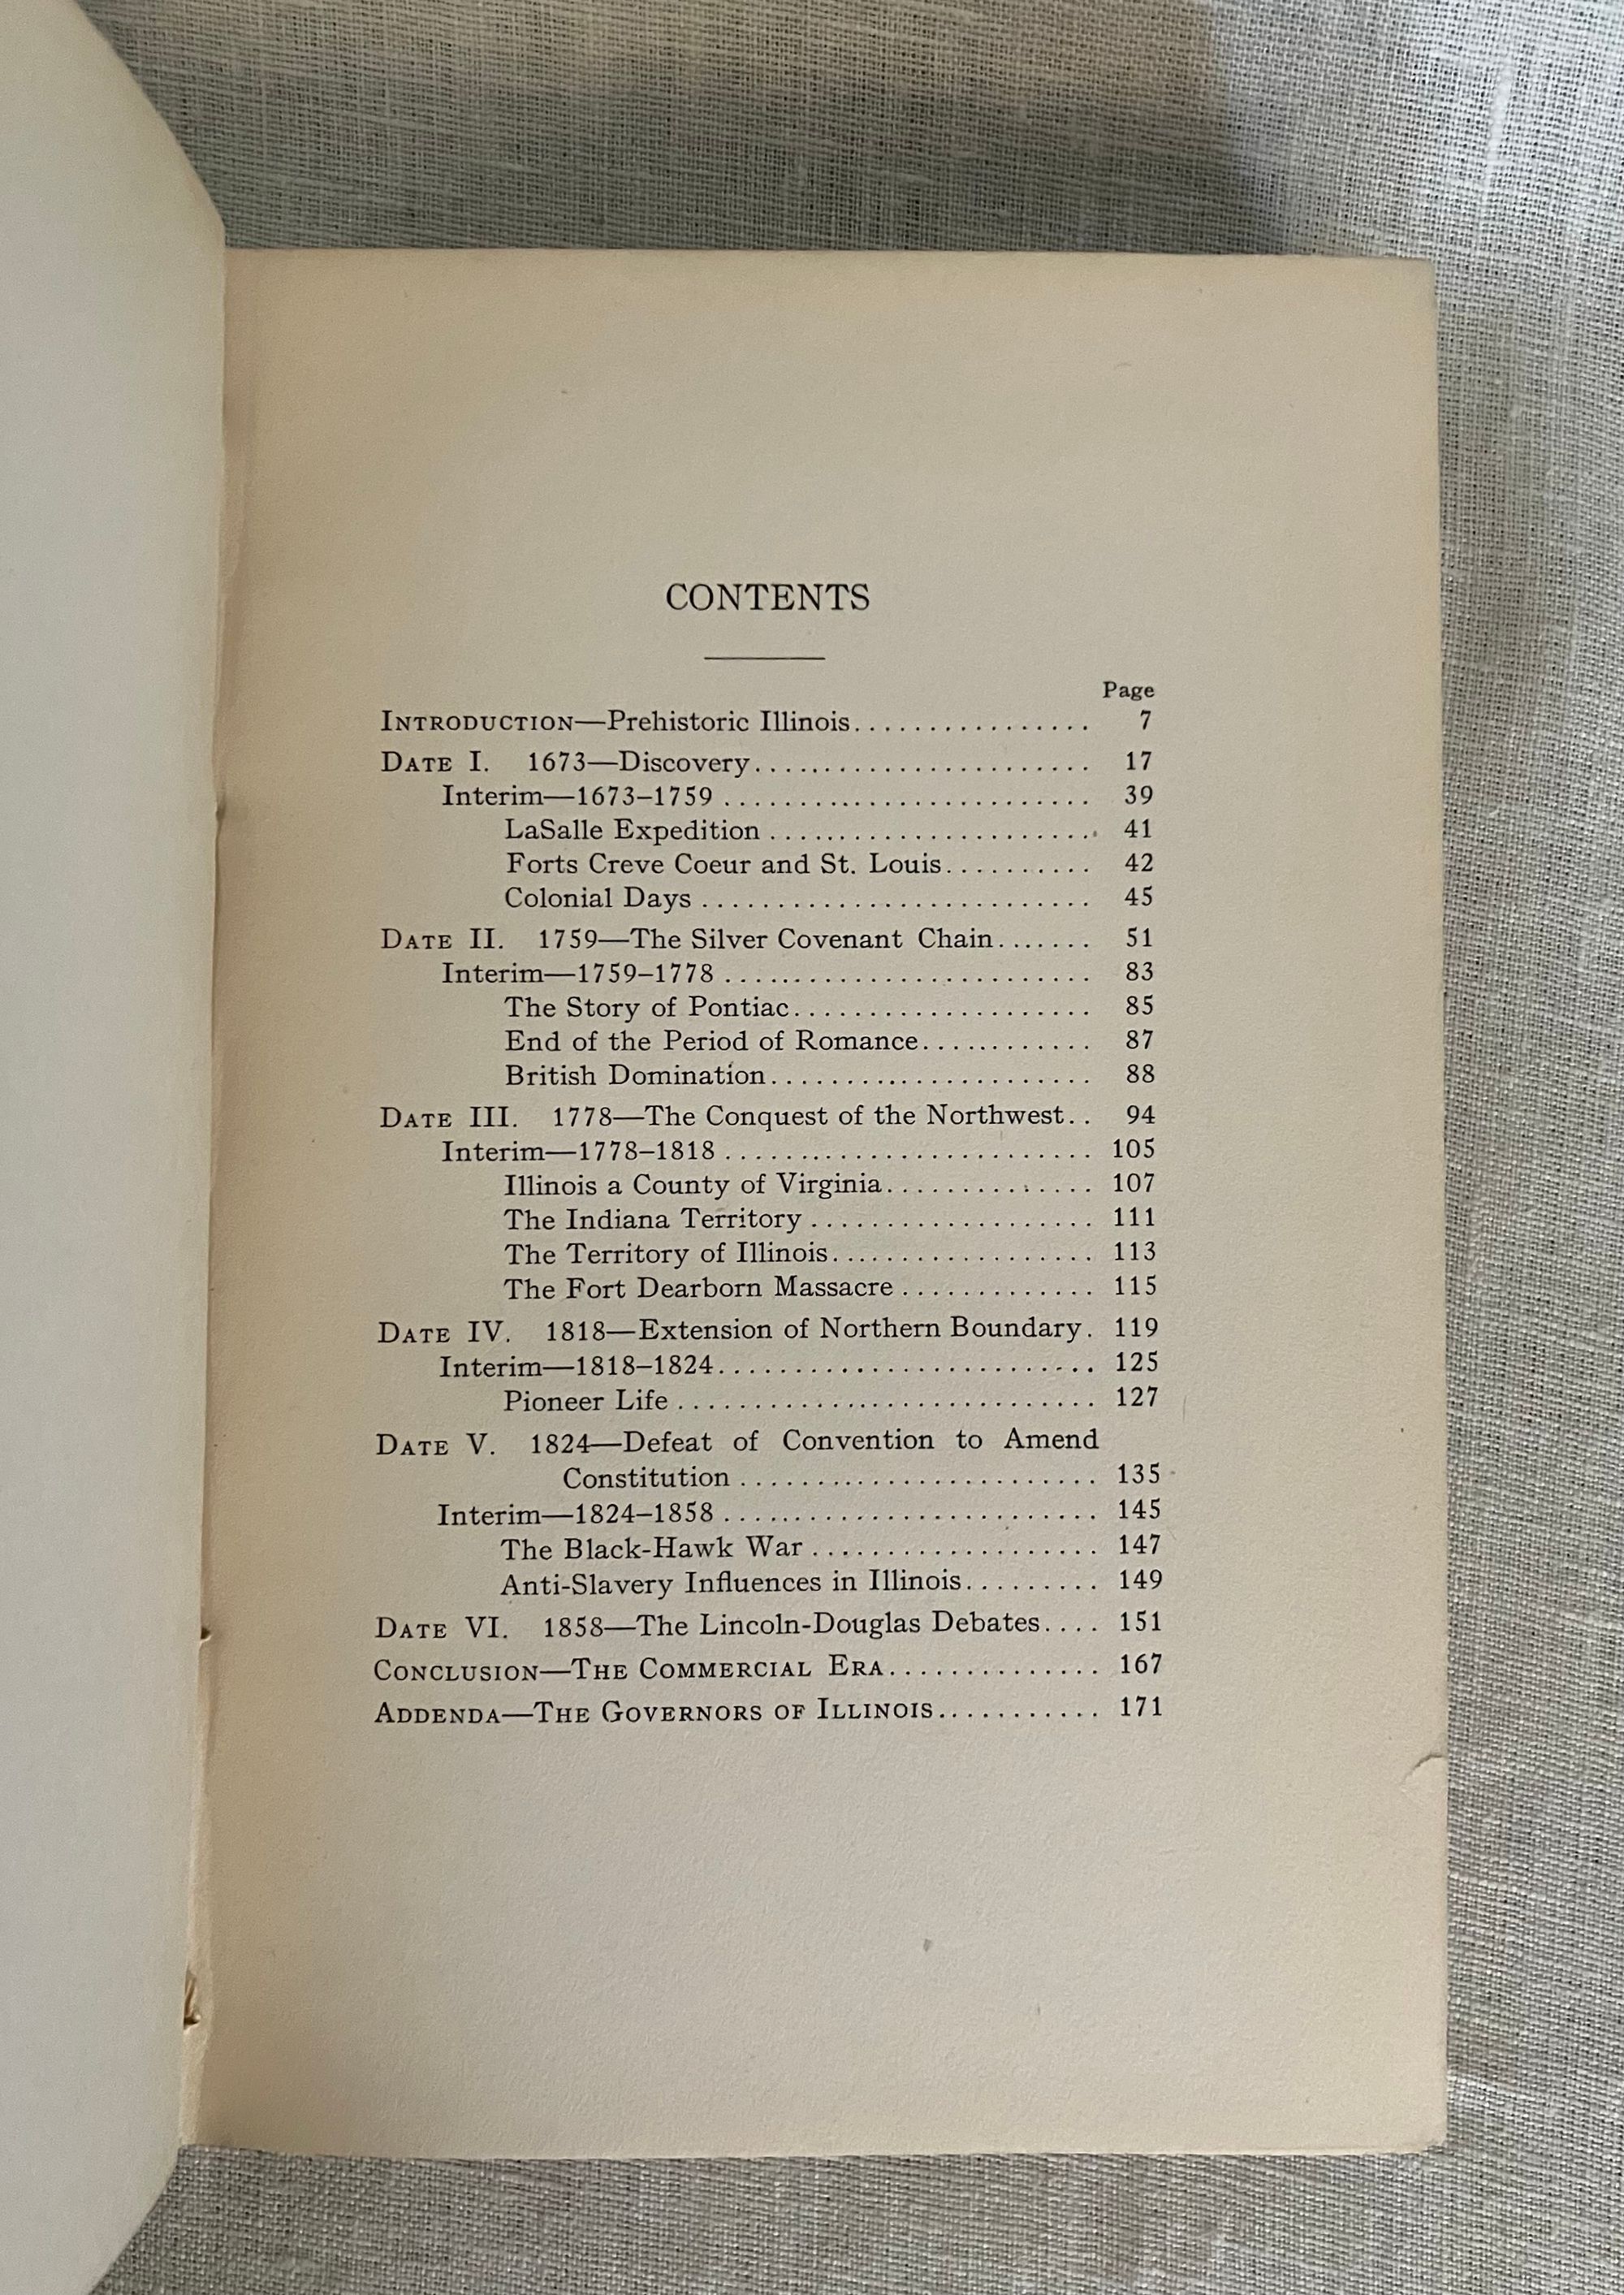 CONTENTS
Page
INTRODUCTION—Prehistoric Illinois................ 7
DATE I. 1673—Discovery...................... 17
Interim—1673–1759 ........................ 39
LaSalle Expedition ...................... 41
Forts Creve Coeur and St. Louis.......... 42
Colonial Days .......................... 45
DATE II. 1759—The Silver Covenant Chain....... 51
Interim—1759–1778 ........................ 83
The Story of Pontiac.................... 85
End of the Period of Romance............ 87
British Domination..................... 88
DATE III. 1778—The Conquest of the Northwest.. 94
Interim—1778–1818 ........................ 105
Illinois a County of Virginia.............. 107
The Indiana Territory ................... 111
The Territory of Illinois.................. 113
The Fort Dearborn Massacre ............. 115
DATE IV. 1818—Extension of Northern Boundary. 119
Interim—1818–1824......................... 125
Pioneer Life ............................ 127
DATE V. 1824—Defeat of Convention to Amend
Constitution ........................ 135
Interim—1824–1858 ......................... 145
The Black-Hawk War ................... 147
Anti-Slavery Influences in Illinois......... 149
DATE VI. 1858—The Lincoln-Douglas Debates.... 151
CONCLUSION—THE COMMERCIAL ERA.............. 167
ADDENDA—THE GOVERNORS OF ILLINOIS........... 171